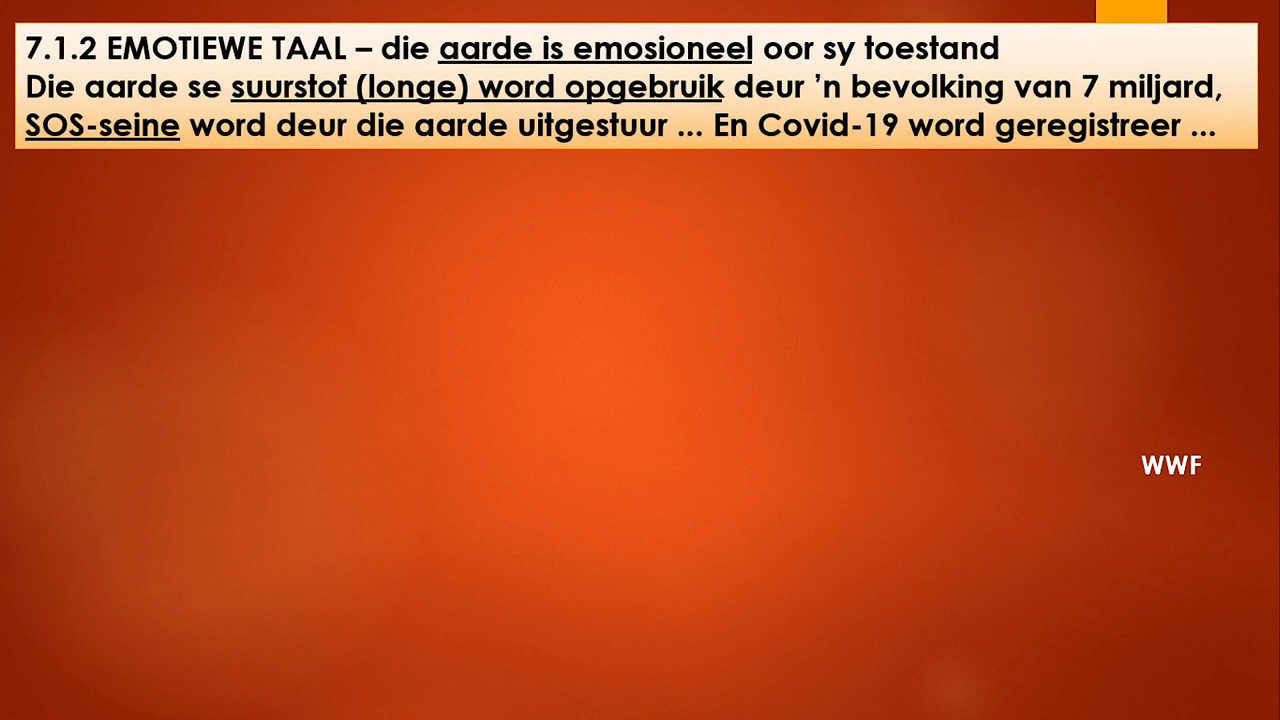 7.1.2 EMOTIEWE TAAL – die aarde is emosioneel oor sy toestand
Die aarde se suurstof (longe) word opgebruik deur ’n bevolking van 7 miljard,
SOS-seine word deur die aarde uitgestuur ... En Covid-19 word geregistreer ...
WWF